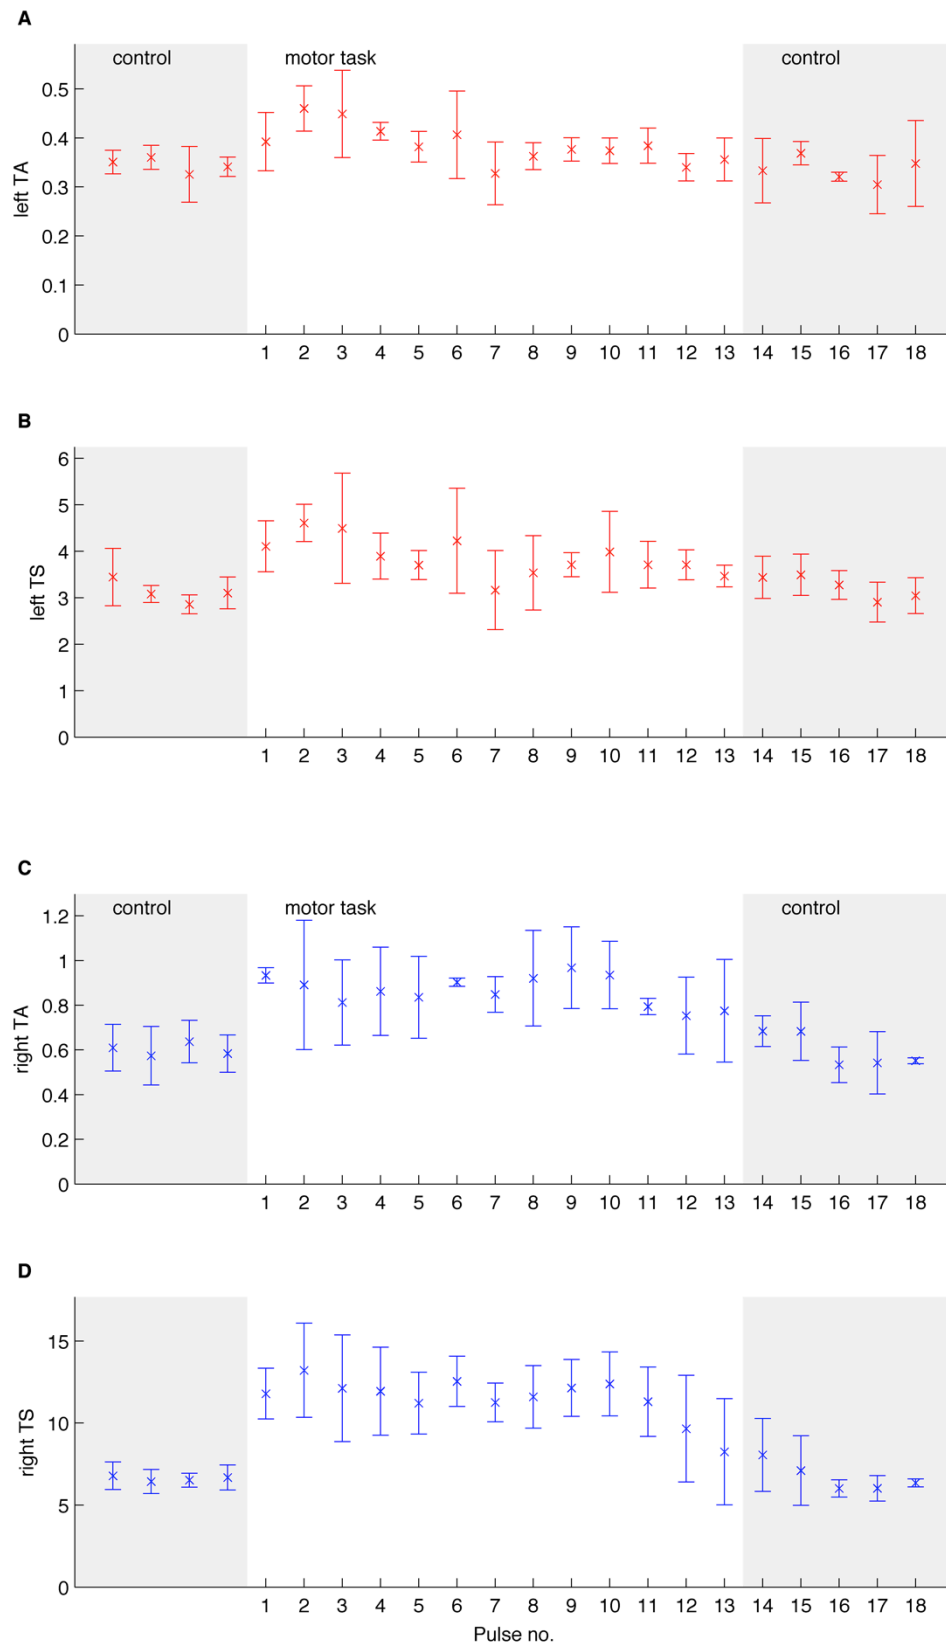 A
control motor task control
0.5
0.4
0.3
0.2
0.1
0
left TA
1 2 3 4 5 6 7 8 9 10 11 12 13 14 15 16 17 18
B
6
5
4
3
2
1
0
left TS
1 2 3 4 5 6 7 8 9 10 11 12 13 14 15 16 17 18
C
control motor task control
1.2
1
0.8
0.6
0.4
0.2
0
right TA
1 2 3 4 5 6 7 8 9 10 11 12 13 14 15 16 17 18
D
15
10
5
0
right TS
1 2 3 4 5 6 7 8 9 10 11 12 13 14 15 16 17 18
Pulse no.